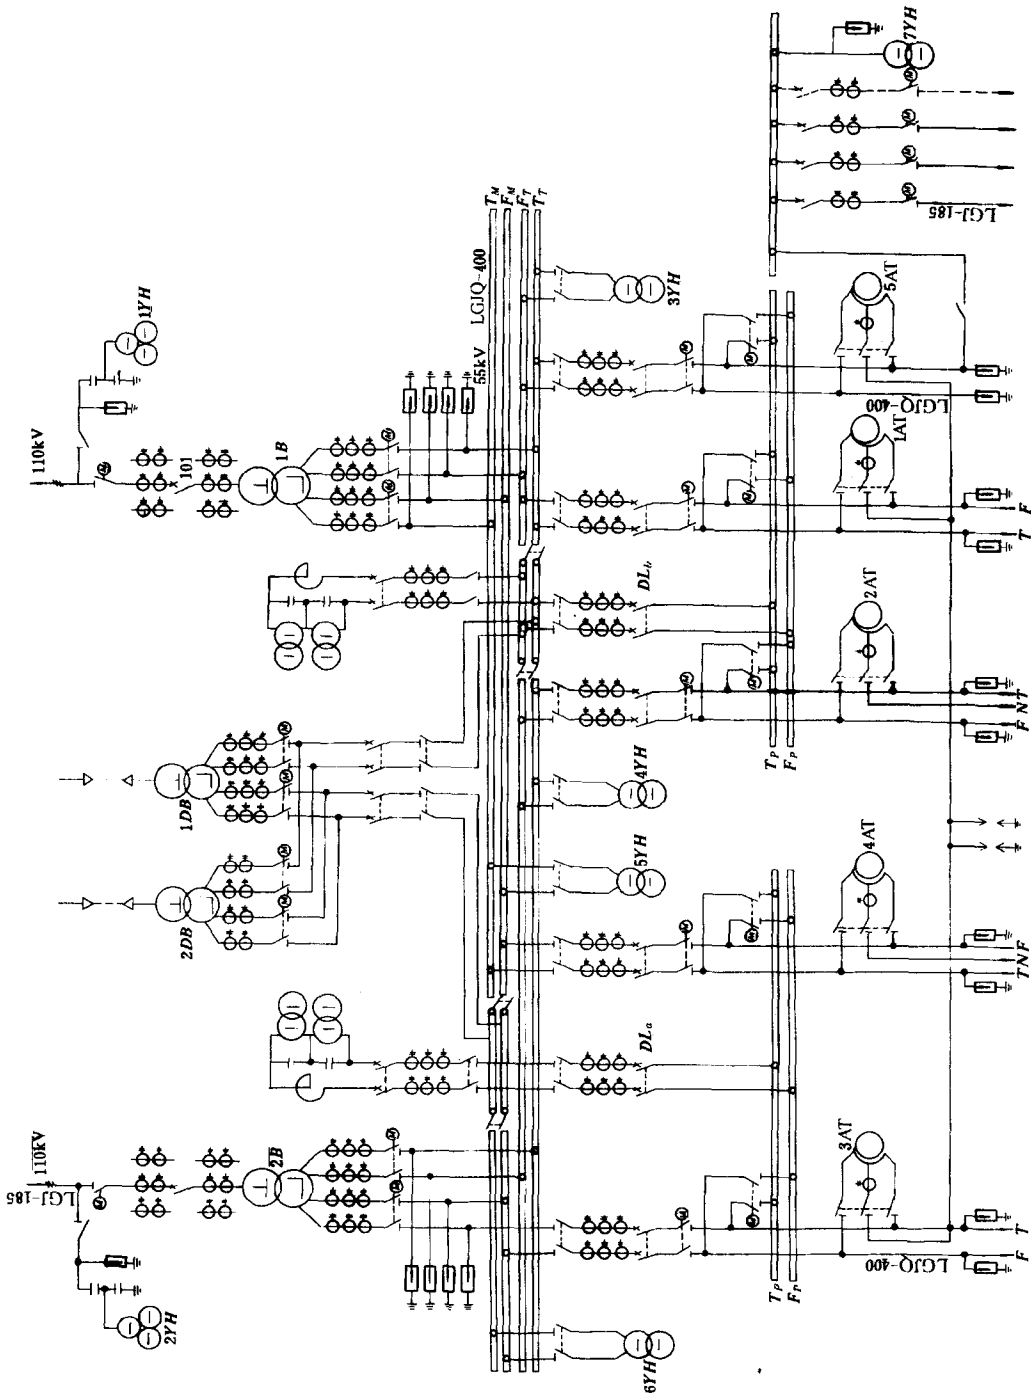 7YH
LGJ-185
1YH
110kV
101
1B
T_M
F_M
F_T
T_T
LGJQ-400
55kV
3YH
5AT
LGJQ-400
1AT
F
T
DL_b
2AT
F N T
1DB
2DB
4YH
5YH
T_P
F_P
4AT
T N F
DL_a
110kV
LGJ-185
2B
2YH
6YH
3AT
T_P
F_P
LGJQ-400
T
F